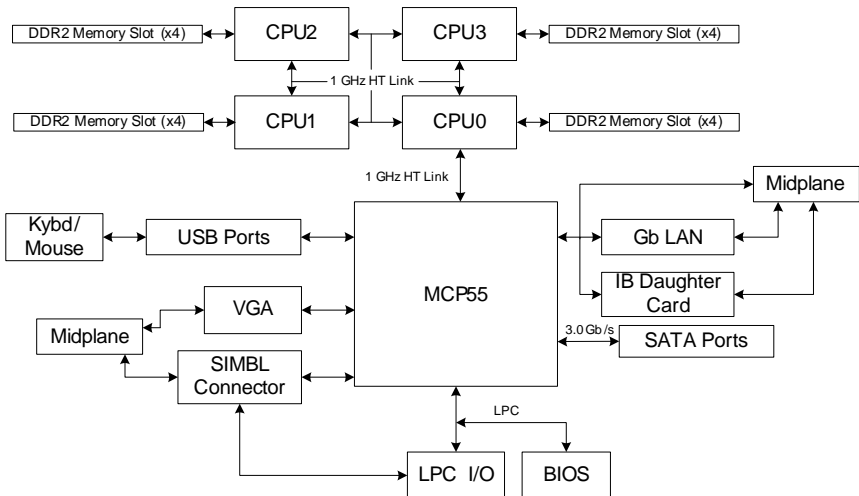 DDR2 Memory Slot (x4)
CPU2
CPU3
DDR2 Memory Slot (x4)
1 GHz HT Link
DDR2 Memory Slot (x4)
CPU1
CPU0
DDR2 Memory Slot (x4)
1 GHz HT Link
Midplane
Kybd/
Mouse
USB Ports
Gb LAN
MCP55
IB Daughter
Card
VGA
Midplane
3.0 Gb/s
SATA Ports
SIMBL
Connector
LPC
LPC I/O
BIOS